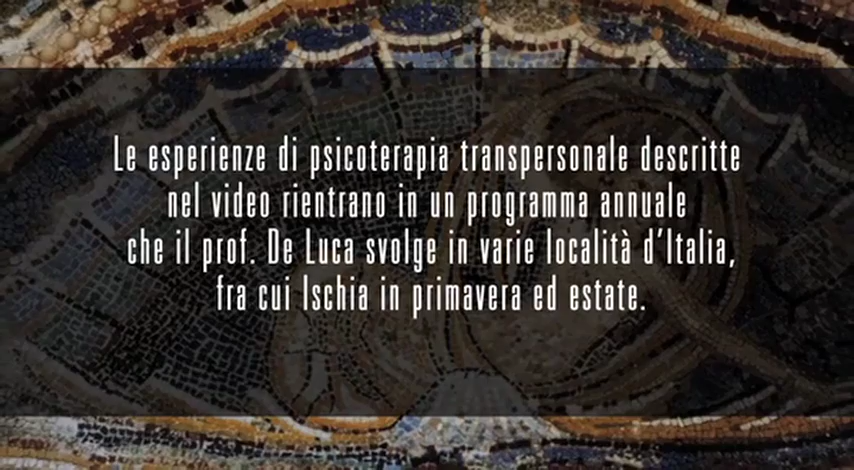 Le esperienze di psicoterapia transpersonale descritte
nel video rientrano in un programma annuale
che il prof. De Luca svolge in varie località d'Italia,
fra cui Ischia in primavera ed estate.